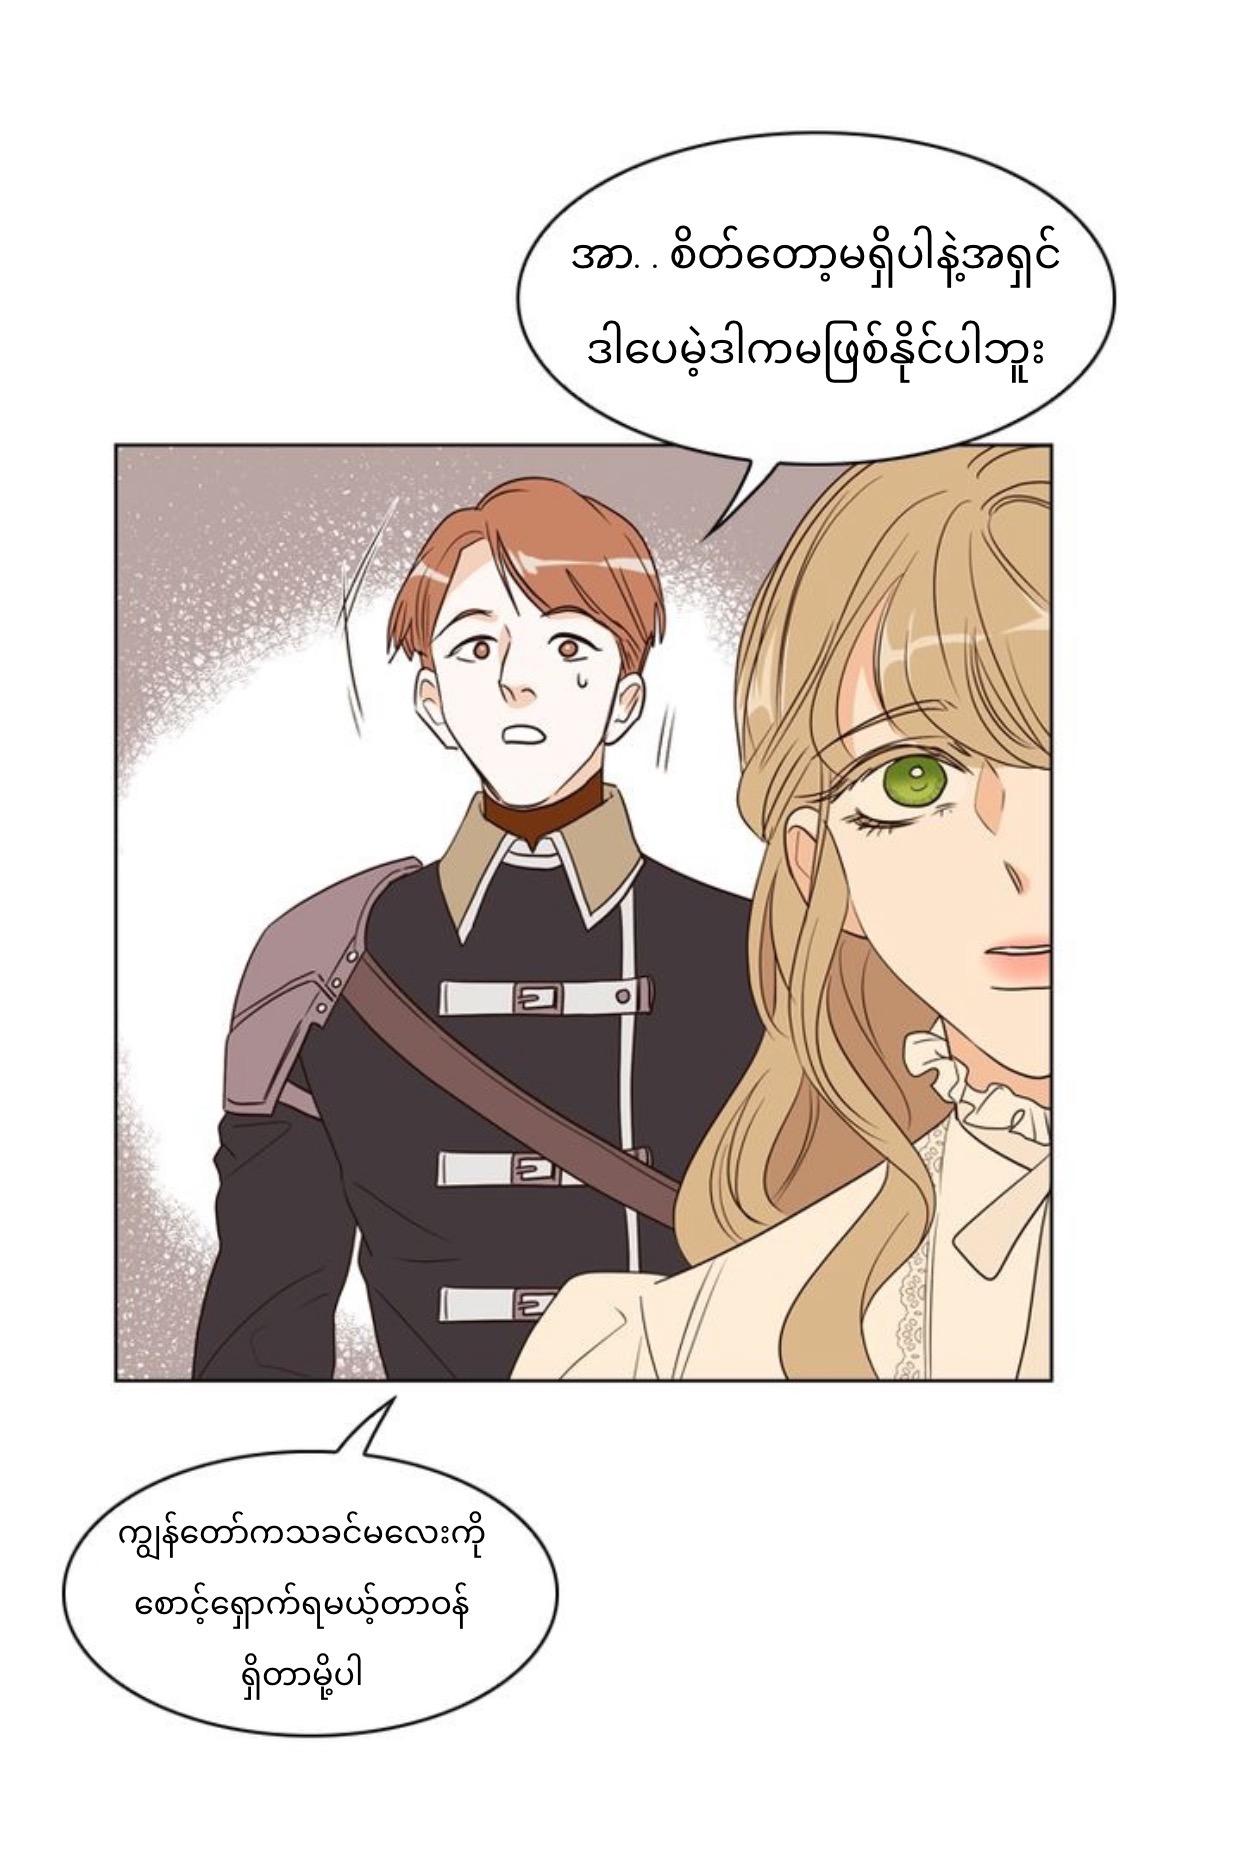 အာ. . စိတ်တော့မရှိပါနဲ့အရှင်
ဒါပေမဲ့ဒါကမဖြစ်နိုင်ပါဘူး
ကျွန်တော်ကသခင်မလေးကို
စောင့်ရှောက်ရမယ့်တာဝန်
ရှိတာမို့ပါ